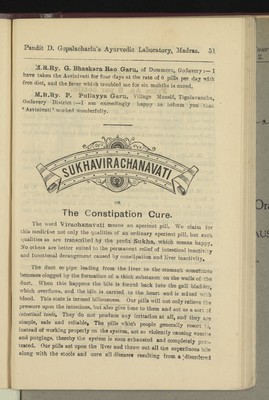 Pandit D. Gopalacharlu's Ayurvedic Laboratory, Madras. 51
M.R.Ry. G. Bhaskara Rao Garu, of Dommeru, Godavery:— I
have taken the Astisivati for four days at the rate of 6 pills per day with
free diet, and the fever which troubled me for six months is cured.
M.R.Ry. P. Pullayya Garu, Village Munsif,
Godavery District:—I am exceedingly happy to inform you that
worked wonderfully.
SUKHAVIRACHANAVATI
OR
The Constipation Cure.
The word Virachanavati means an aperient pill. We claim for
this medicine not only the qualities of an ordinary aperient pill, but such
qualities as are transcribed by the prefix Sukha, which means happy.
No others are better suited to the permanent relief of intestinal inactivity
and functional derangement caused by constipation and liver inactivity.
The duct or pipe leading from the liver to the stomach sometimes
becomes clogged by the formation of a thick substance on the walls of the
duct. When this happens the bile is forced back into the gall bladder,
which overflows, and the bile is carried to the heart and is mixed with
blood. This state is termed biliousness. Our pills will not only relieve the
pressure upon the intestines, but also give tone to them and act as a sort of
intestinal tonic. They do not produce any irritation at all, and they are
simple, safe and reliable. The pills which people generally resort to,
instead of working properly on the system, act so violently causing
and purgings, thereby the system is soon exhausted and completely
Our pills act upon the liver and throw out all the superfluous bile
along with the stools and cure all diseases resulting from a disordered